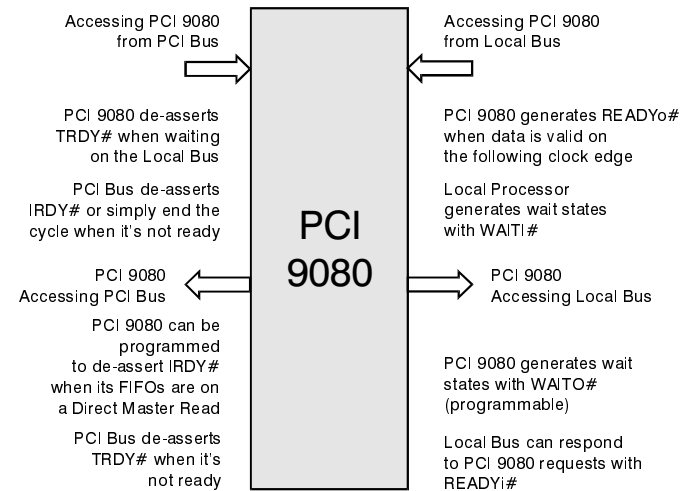 Accessing PCI 9080
from PCI Bus
PCI 9080 de-asserts
TRDY# when waiting
on the Local Bus
PCI Bus de-asserts
IRDY# or simply end the
cycle when it's not ready
PCI 9080
Accessing PCI Bus
PCI 9080 can be
programmed
to de-assert IRDY#
when its FIFOs are on
a Direct Master Read
PCI Bus de-asserts
TRDY# when it's
not ready
PCI
9080
Accessing PCI 9080
from Local Bus
PCI 9080 generates READYo#
when data is valid on
the following clock edge
Local Processor
generates wait states
with WAITI#
PCI 9080
Accessing Local Bus
PCI 9080 generates wait
states with WAITO#
(programmable)
Local Bus can respond
to PCI 9080 requests with
READYi#